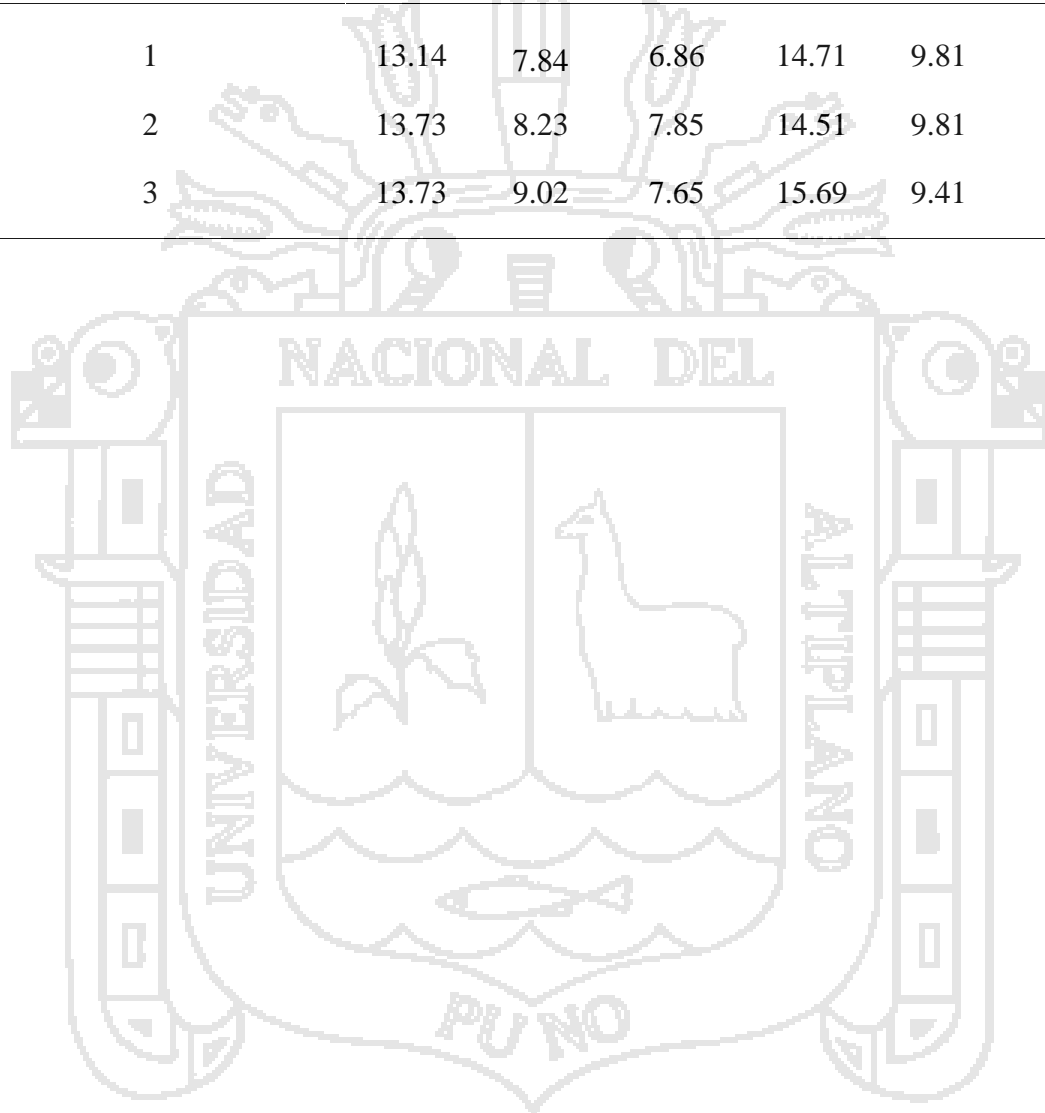 1 13.14 7.84 6.86 14.71 9.81
2 13.73 8.23 7.85 14.51 9.81
3 13.73 9.02 7.65 15.69 9.41
NACIONAL DEL
UNIVERSIDAD
ALTIPLANO
PUNO